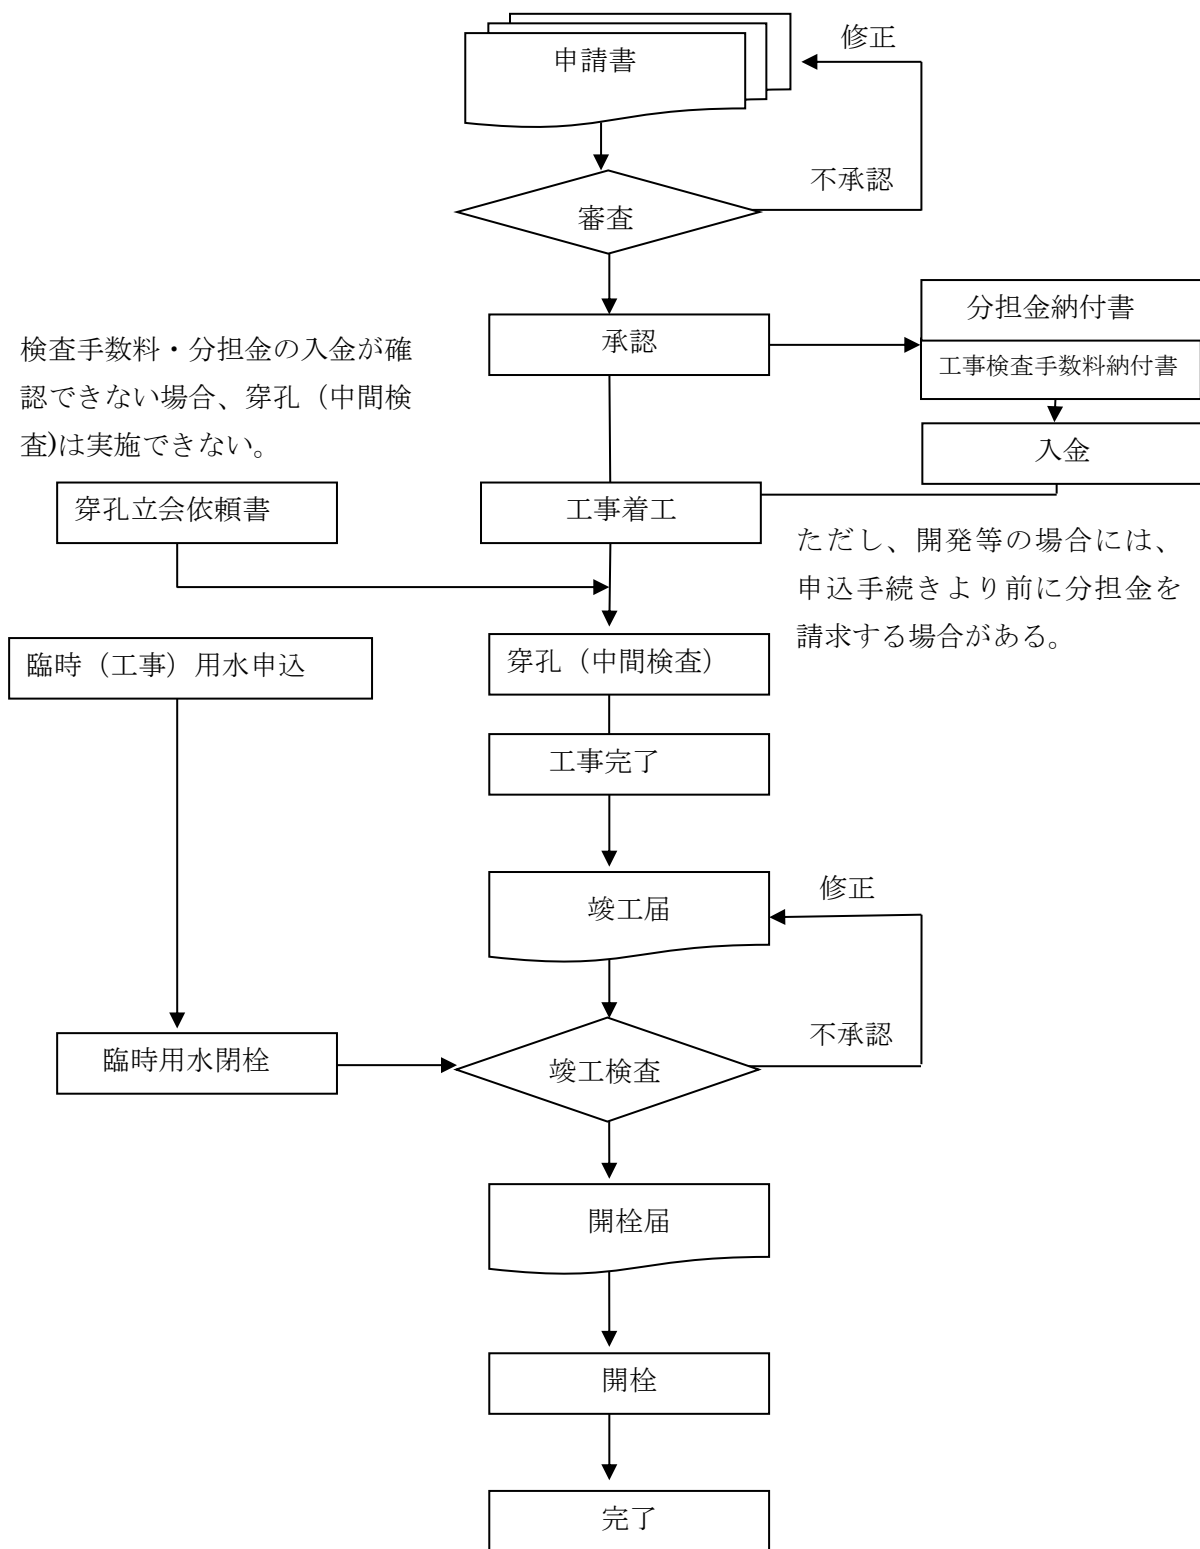 申請書
修正
不承認
審査
承認
分担金納付書
工事検査手数料納付書
入金
検査手数料・分担金の入金が確
認できない場合、穿孔（中間検
査)は実施できない。
穿孔立会依頼書
工事着工
ただし、開発等の場合には、
申込手続きより前に分担金を
請求する場合がある。
臨時（工事）用水申込
穿孔（中間検査）
工事完了
竣工届
修正
不承認
臨時用水閉栓
竣工検査
開栓届
開栓
完了